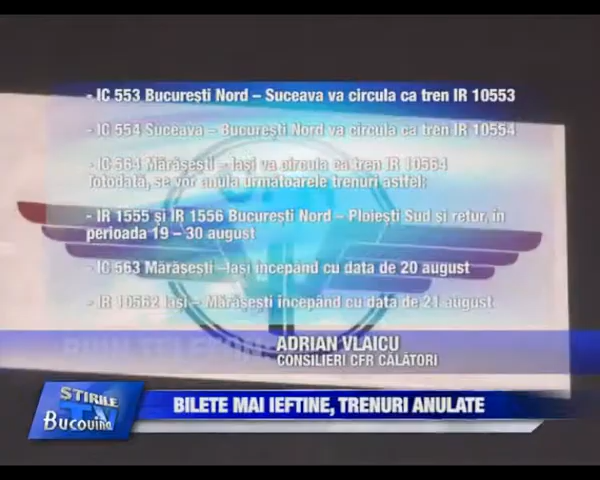 - IC 553 București Nord – Suceava va circula ca tren IR 10553
- IC 554 Suceava – București Nord va circula ca tren IR 10554
- IC 564 Mărășești – Iași va circula ca tren IR 10564
Totodată, se vor anula următoarele trenuri astfel:
- IR 1555 și IR 1556 București Nord – Ploiești Sud și retur, în
perioada 19 – 30 august
- IC 563 Mărășești –Iași începând cu data de 20 august
- IR 10562 Iași – Mărășești începând cu data de 21 august
ADRIAN VLAICU
CONSILIERI CFR CĂLĂTORI
STIRILE
TV
Bucovina
BILETE MAI IEFTINE, TRENURI ANULATE